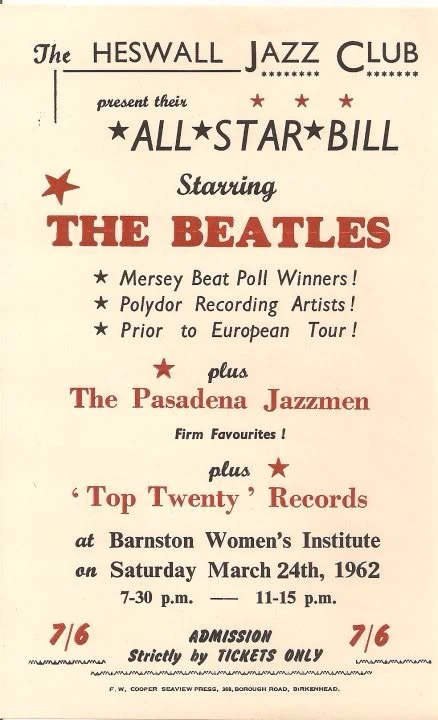 The HESWALL JAZZ CLUB
present their
★ALL★STAR★BILL
Starring
THE BEATLES
★ Mersey Beat Poll Winners!
★ Polydor Recording Artists!
★ Prior to European Tour!
plus
The Pasadena Jazzmen
Firm Favourites!
plus
‘Top Twenty’ Records
at Barnston Women's Institute
on Saturday March 24th, 1962
7-30 p.m. — 11-15 p.m.
7/6 ADMISSION 7/6
Strictly by TICKETS ONLY
F. W. COOPER SEAVIEW PRESS, 368, BOROUGH ROAD, BIRKENHEAD.